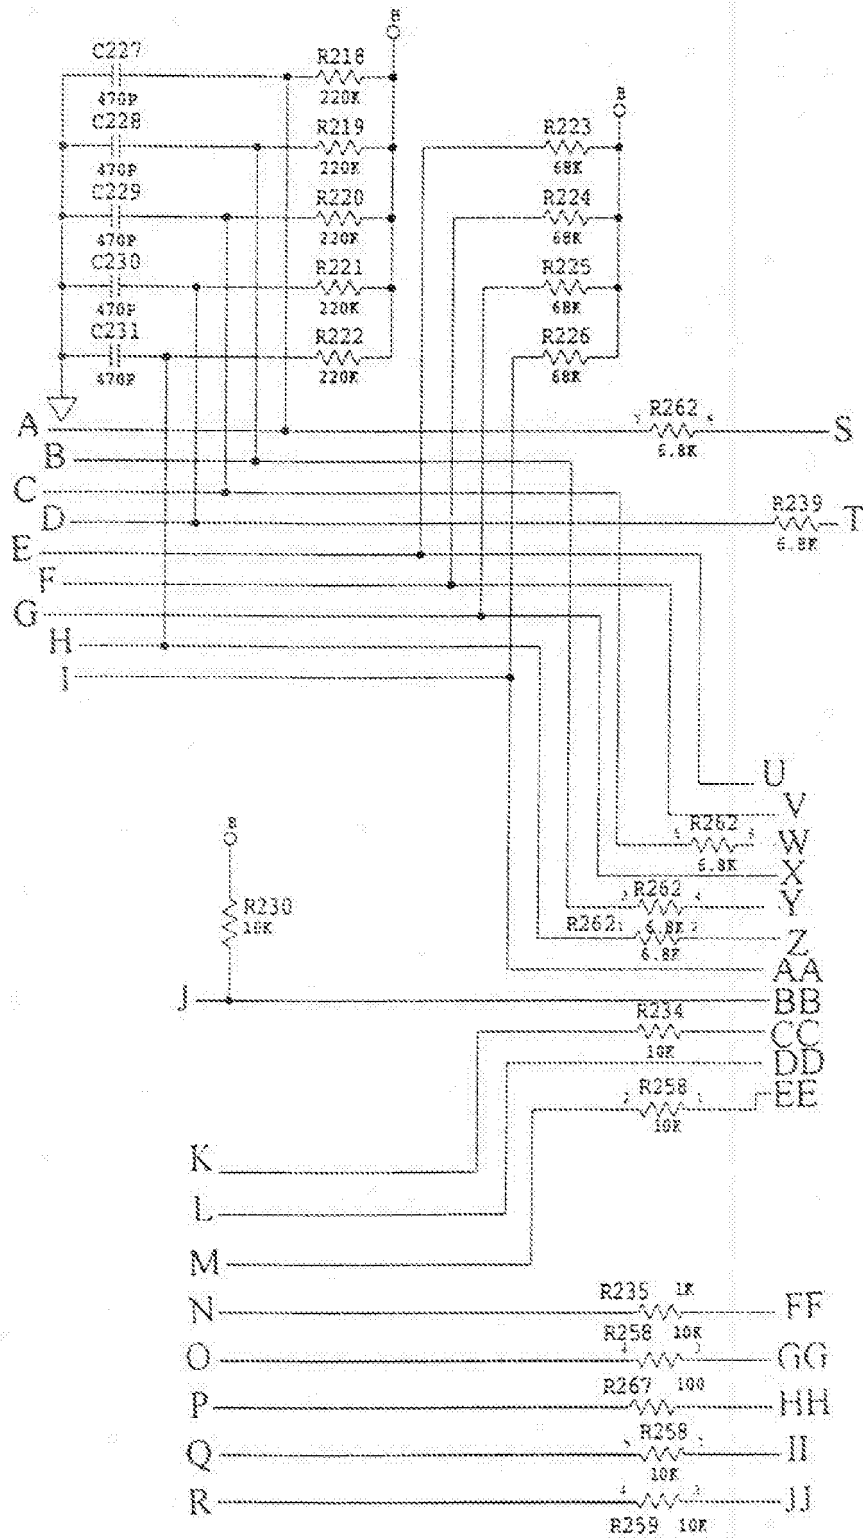 B
C227
R218
470P
220K
B
C228
R219
R223
470P
220K
68K
C229
R220
R224
470P
220K
68K
C230
R221
R225
470P
220K
68K
C231
R222
R226
470P
220K
68K
A
R262
S
6.8K
B
C
D
R239
T
6.8K
E
F
G
H
I
U
V
B
R262
W
6.8K
X
R230
10K
R262
Y
R262
6.8K
Z
6.8K
AA
J
BB
R234
CC
10K
DD
R258
EE
10K
K
L
M
R235
1K
N
FF
R258
10K
O
GG
R267
100
P
HH
R258
Q
II
10K
R
JJ
R259
10K